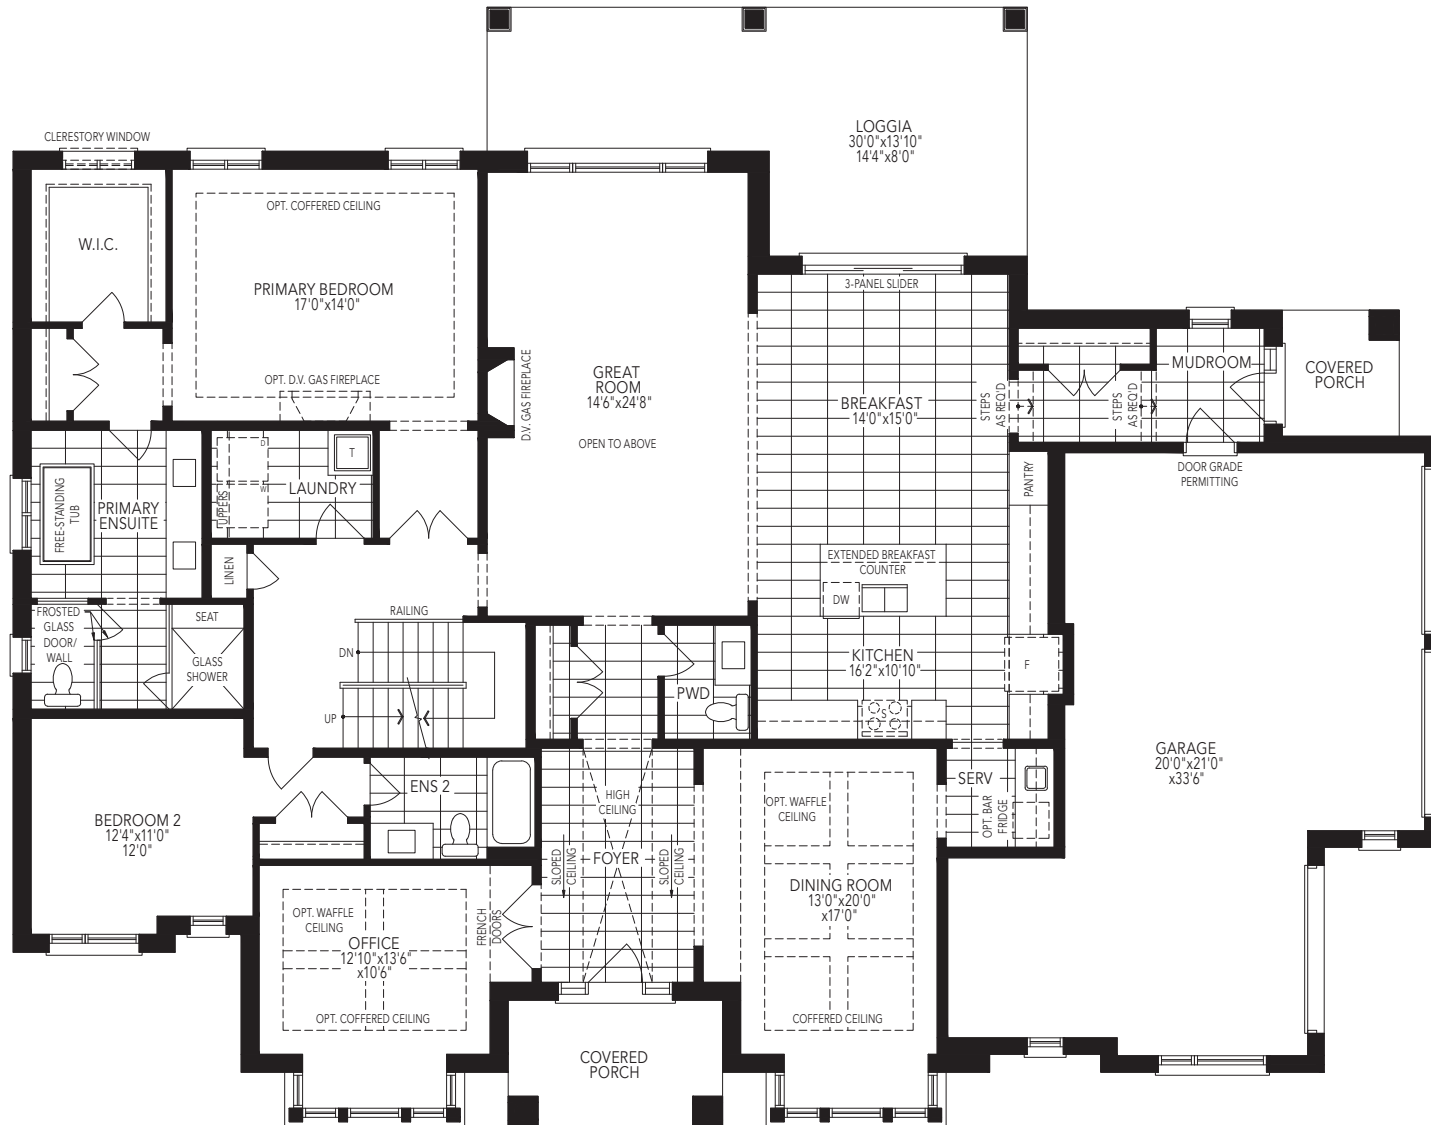 LOGGIA
30'0"x13'10"
14'4"x8'0"
CLERESTORY WINDOW
OPT. COFFERED CEILING
W.I.C.
PRIMARY BEDROOM
17'0"x14'0"
OPT. D.V. GAS FIREPLACE
D.V. GAS FIREPLACE
GREAT
ROOM
14'6"x24'8"
OPEN TO ABOVE
3-PANEL SLIDER
BREAKFAST
14'0"x15'0"
STEPS
AS REQ'D
STEPS
AS REQ'D
MUDROOM
COVERED
PORCH
DOOR GRADE
PERMITTING
PANTRY
FREE-STANDING
TUB
PRIMARY
ENSUITE
UPPERS
D
W
LAUNDRY
T
LINEN
EXTENDED BREAKFAST
COUNTER
DW
FROSTED
GLASS
DOOR/
WALL
SEAT
GLASS
SHOWER
RAILING
DN
UP
PWD
KITCHEN
16'2"x10'10"
F
S
GARAGE
20'0"x21'0"
x33'6"
SERV
OPT. BAR
FRIDGE
BEDROOM 2
12'4"x11'0"
12'0"
ENS 2
HIGH
CEILING
SLOPED
CEILING
FOYER
SLOPED
CEILING
OPT. WAFFLE
CEILING
DINING ROOM
13'0"x20'0"
x17'0"
COFFERED CEILING
OPT. WAFFLE
CEILING
OFFICE
12'10"x13'6"
x10'6"
FRENCH
DOORS
OPT. COFFERED CEILING
COVERED
PORCH